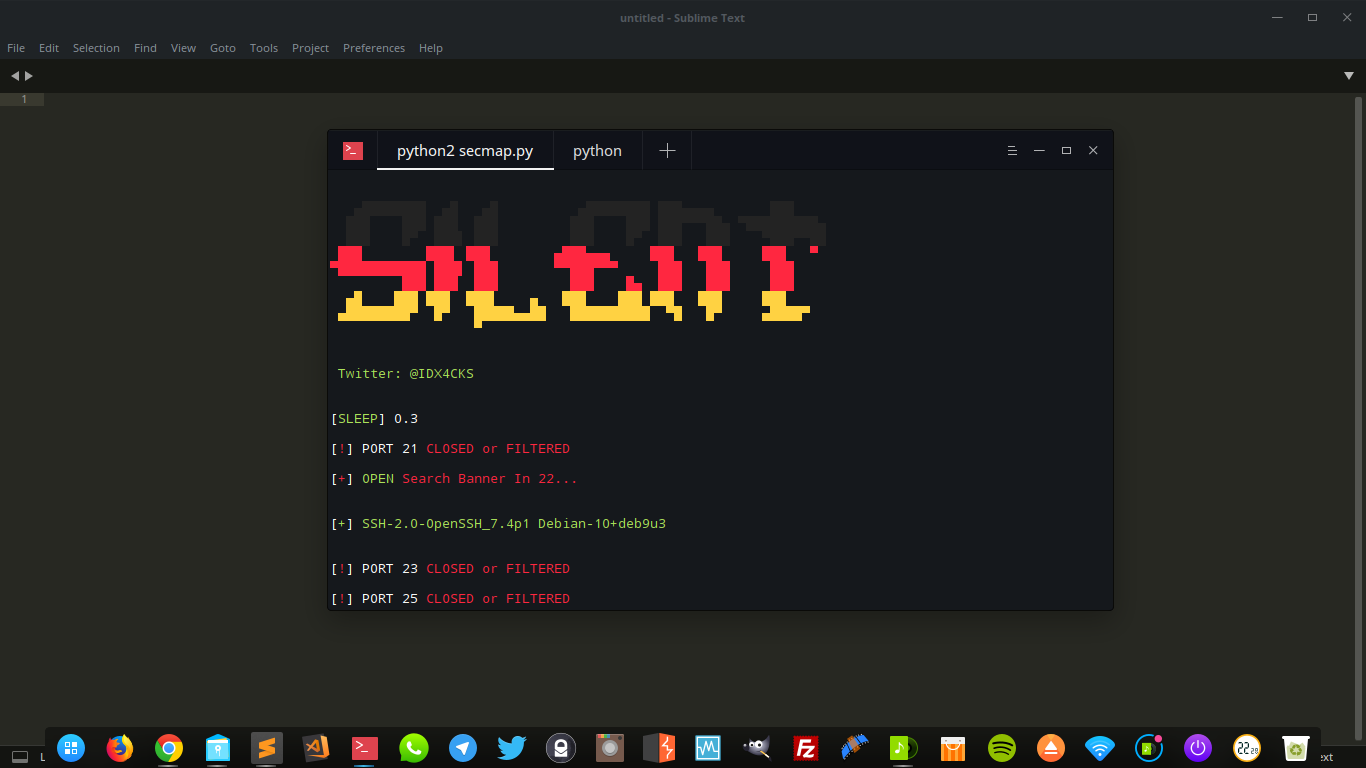 untitled - Sublime Text
File Edit Selection Find View Goto Tools Project Preferences Help
1
python2 secmap.py python
SiLent
Twitter: @IDX4CKS
[SLEEP] 0.3
[!] PORT 21 CLOSED or FILTERED
[+] OPEN Search Banner In 22...
[+] SSH-2.0-OpenSSH_7.4p1 Debian-10+deb9u3
[!] PORT 23 CLOSED or FILTERED
[!] PORT 25 CLOSED or FILTERED